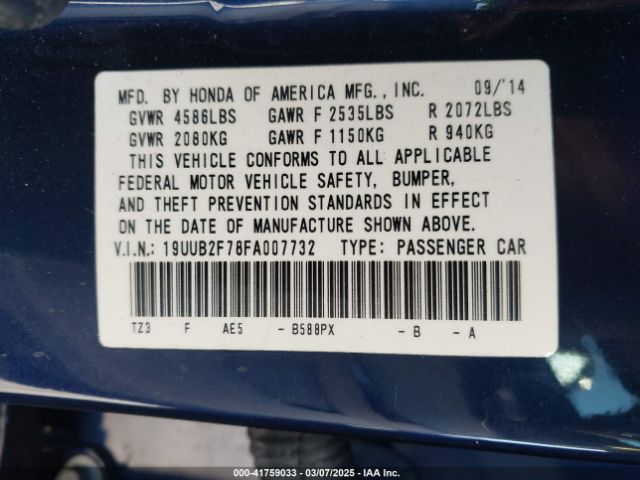 MFD. BY HONDA OF AMERICA MFG., INC. 09/'14
GVWR 4586LBS GAWR F 2535LBS R 2072LBS
GVWR 2080KG GAWR F 1150KG R 940KG
THIS VEHICLE CONFORMS TO ALL APPLICABLE
FEDERAL MOTOR VEHICLE SAFETY, BUMPER,
AND THEFT PREVENTION STANDARDS IN EFFECT
ON THE DATE OF MANUFACTURE SHOWN ABOVE.
V.I.N.: 19UUB2F78FA007732 TYPE: PASSENGER CAR
TZ3 F AE5 - B588PX - B - A
000-41759033 | 03/07/2025 | IAA Inc.